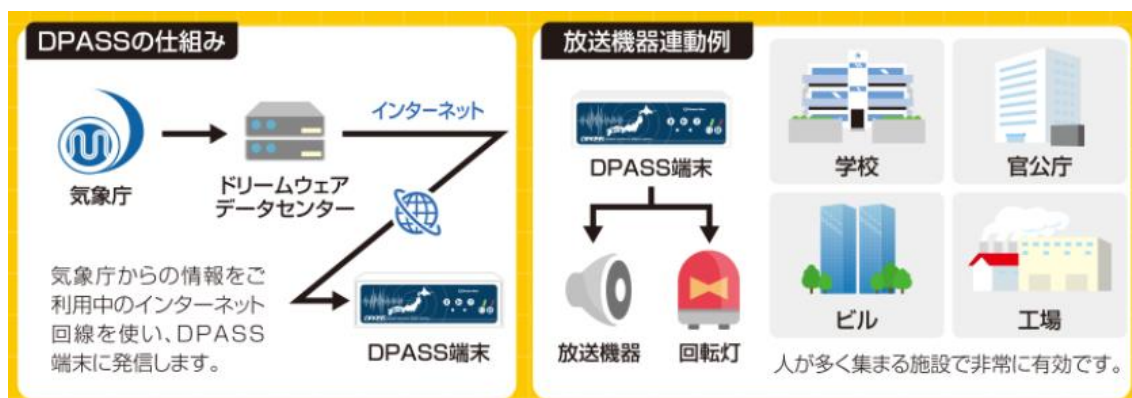 DPASSの仕組み
気象庁
ドリームウェア
データセンター
インターネット
気象庁からの情報をご
利用中のインターネット
回線を使い、DPASS
端末に発信します。
DPASS端末
放送機器連動例
DPASS端末
放送機器
回転灯
学校
官公庁
ビル
工場
人が多く集まる施設で非常に有効です。